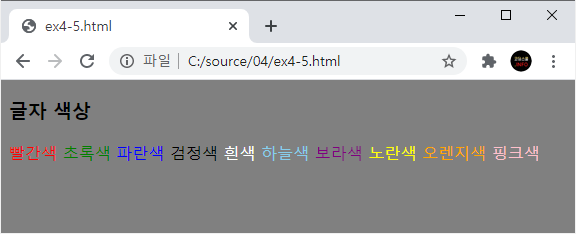 ex4-5.html
파일 C:/source/04/ex4-5.html
글자 색상
빨간색 초록색 파란색 검정색 흰색 하늘색 보라색 노란색 오렌지색 핑크색